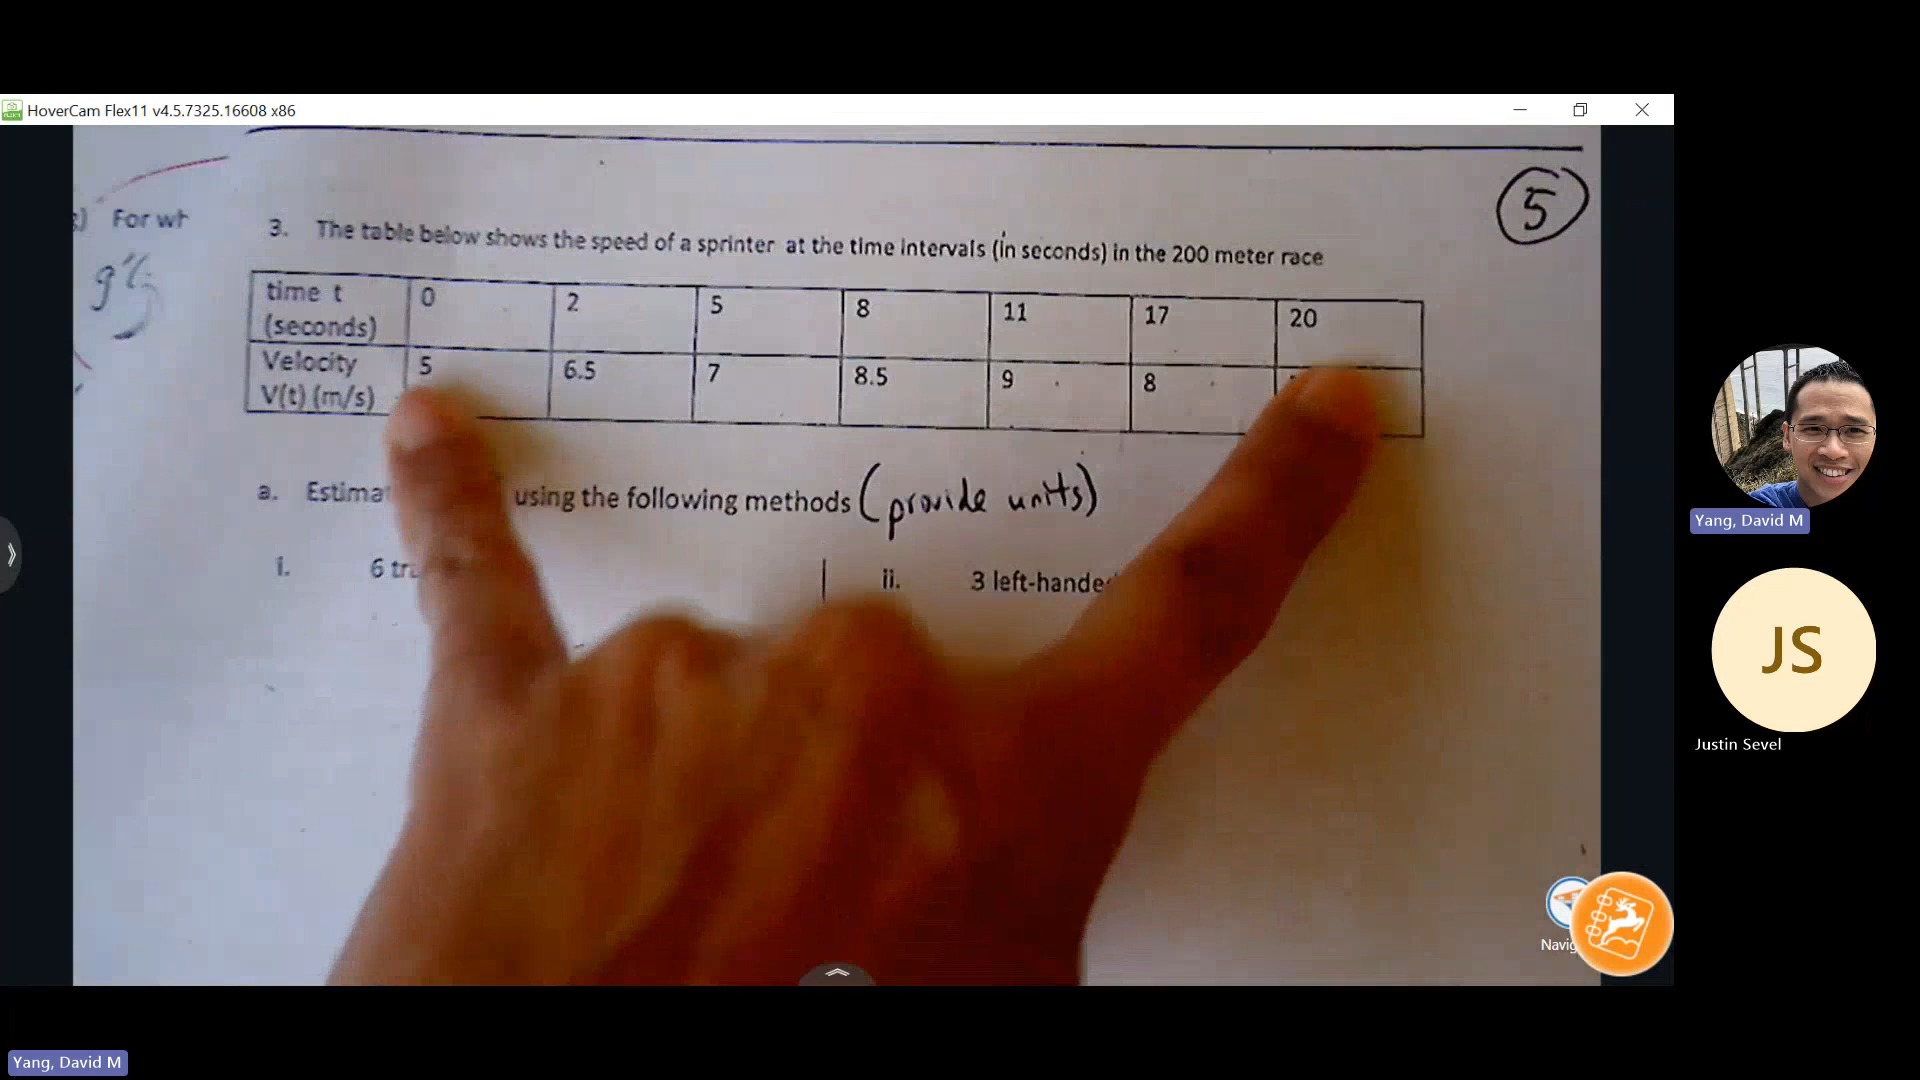 HoverCam Flex11 v4.5.7325.16608 x86
5
For wh
3. The table below shows the speed of a sprinter at the time intervals (in seconds) in the 200 meter race
time t (seconds) 0 2 5 8 11 17 20
Velocity V(t) (m/s) 5 6.5 7 8.5 9 8
a. Estimat using the following methods (provide units)
i. 6 tr
ii. 3 left-hande
Navig
Yang, David M
JS
Justin Sevel
Yang, David M